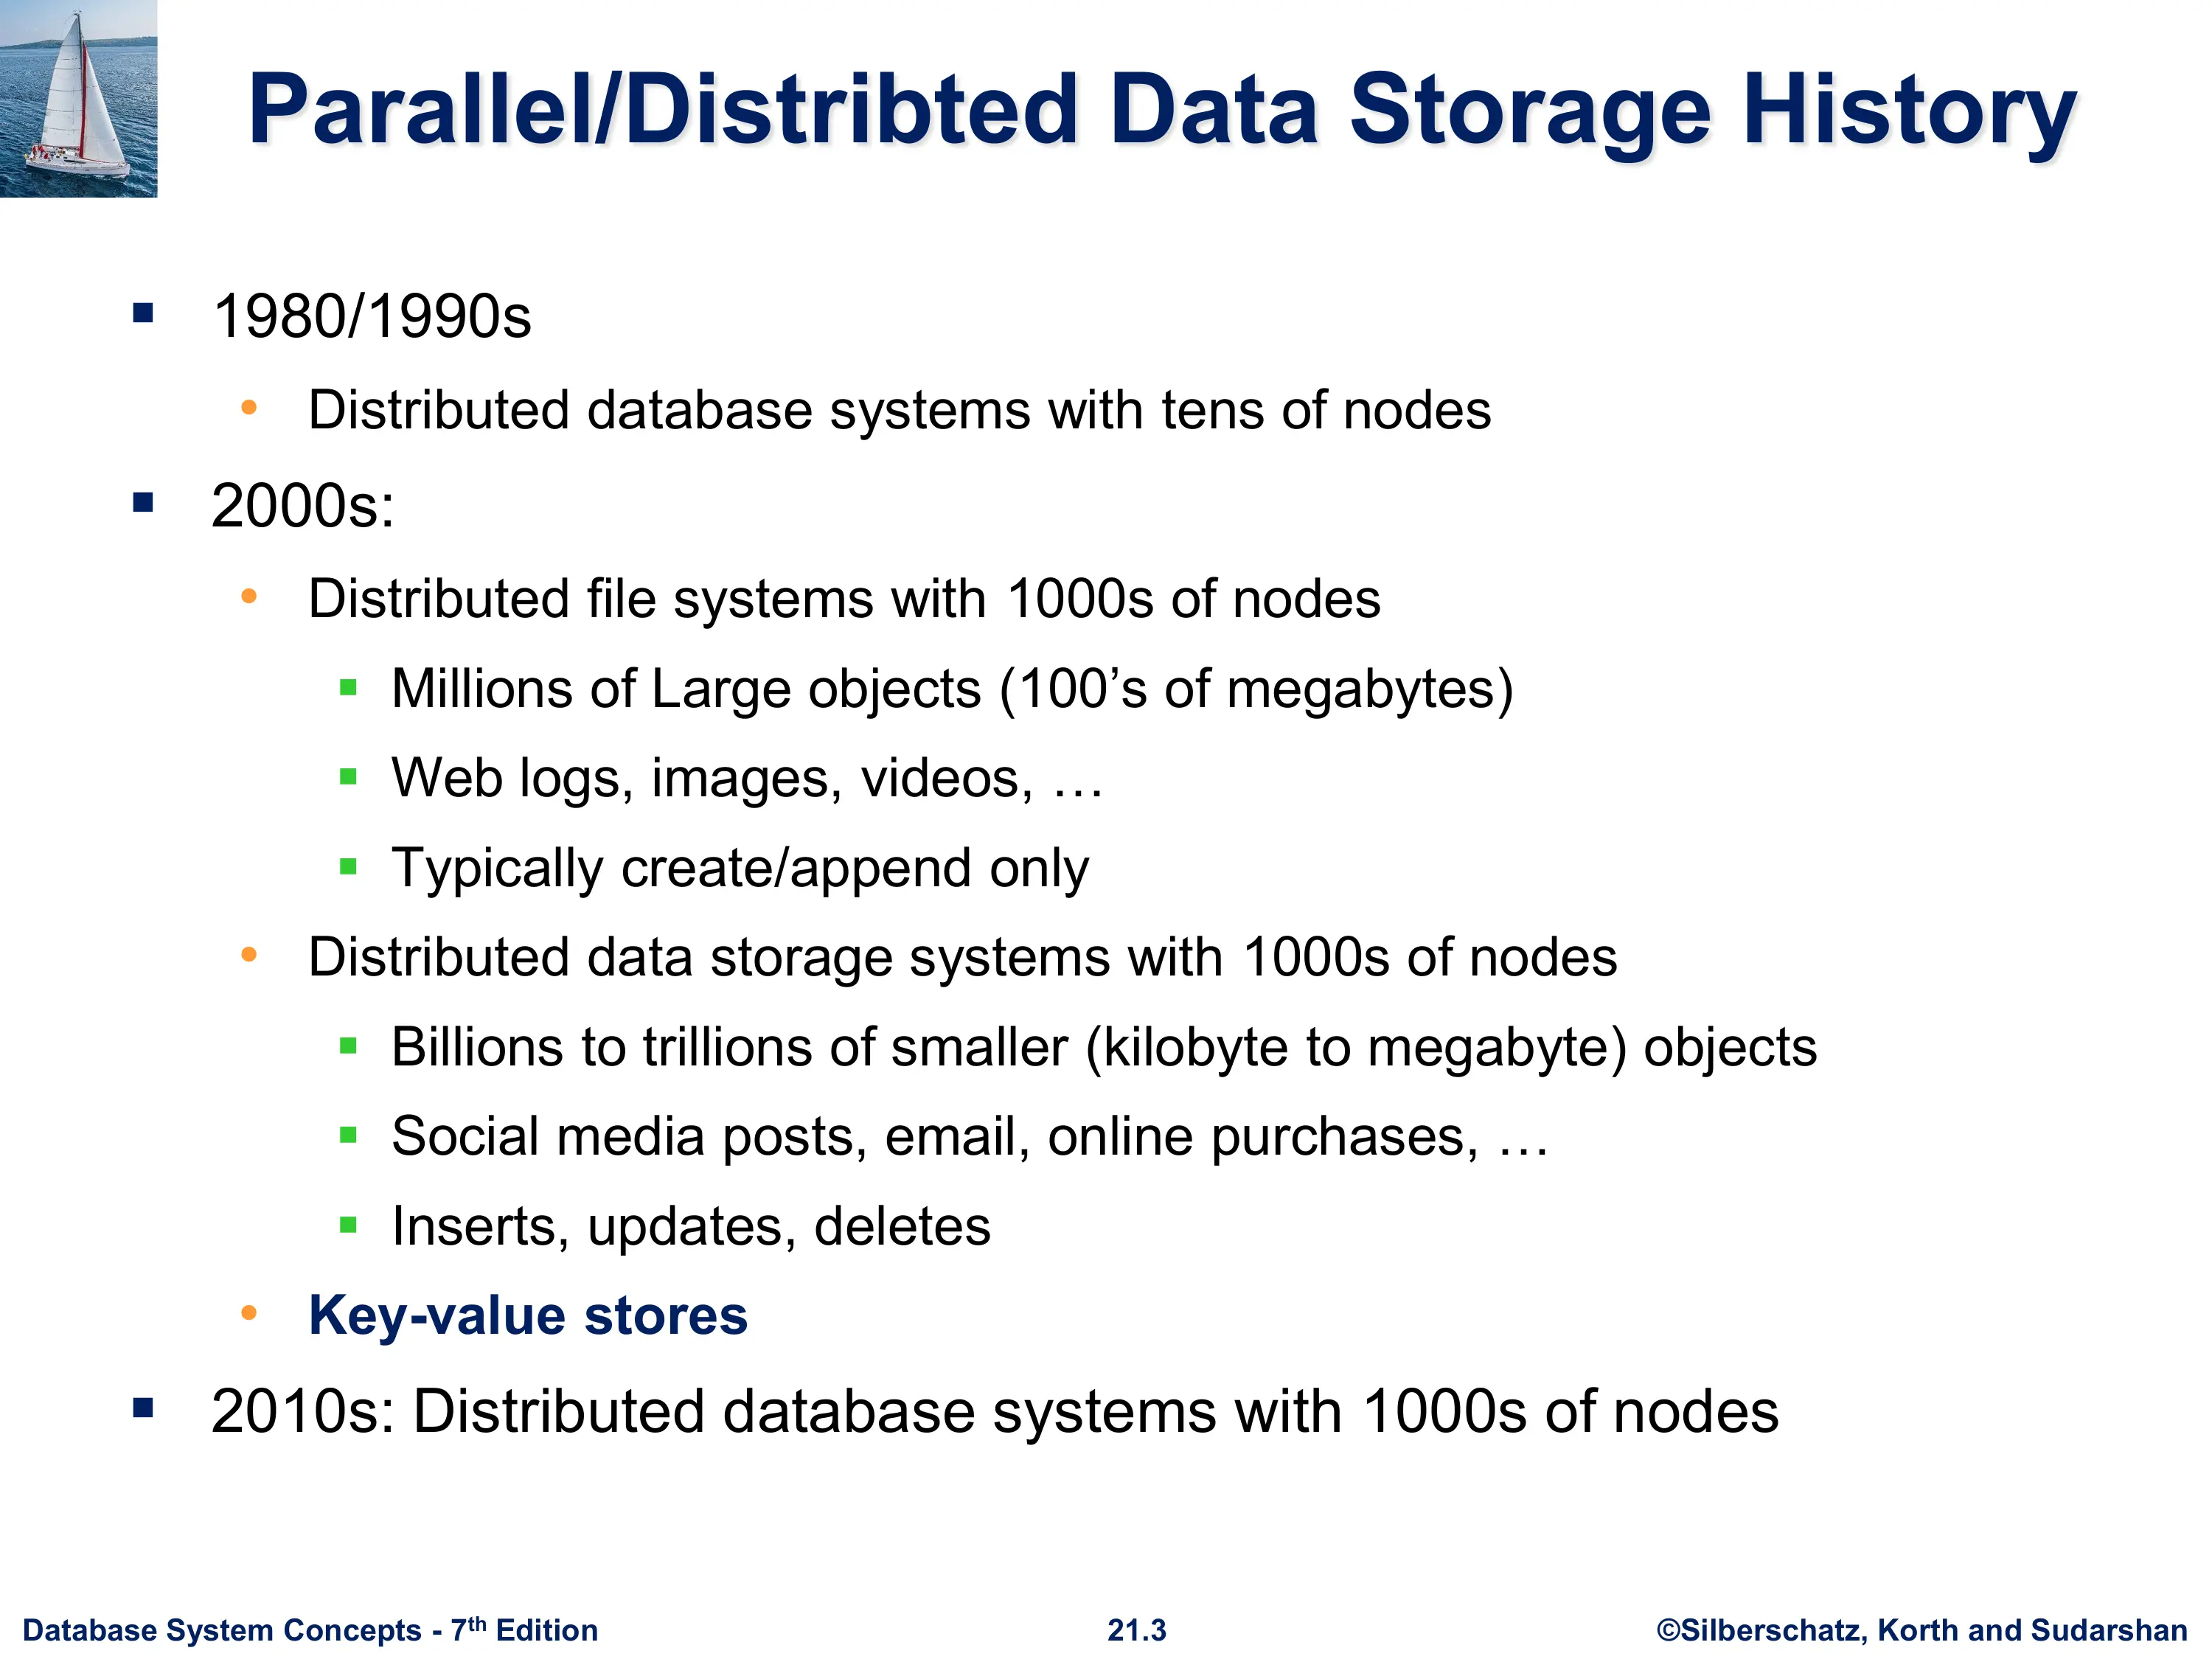 Parallel/Distribted Data Storage History
▪ 1980/1990s
• Distributed database systems with tens of nodes
▪ 2000s:
• Distributed file systems with 1000s of nodes
▪ Millions of Large objects (100’s of megabytes)
▪ Web logs, images, videos, …
▪ Typically create/append only
• Distributed data storage systems with 1000s of nodes
▪ Billions to trillions of smaller (kilobyte to megabyte) objects
▪ Social media posts, email, online purchases, …
▪ Inserts, updates, deletes
• Key-value stores
▪ 2010s: Distributed database systems with 1000s of nodes
Database System Concepts - 7th Edition
21.3
©Silberschatz, Korth and Sudarshan